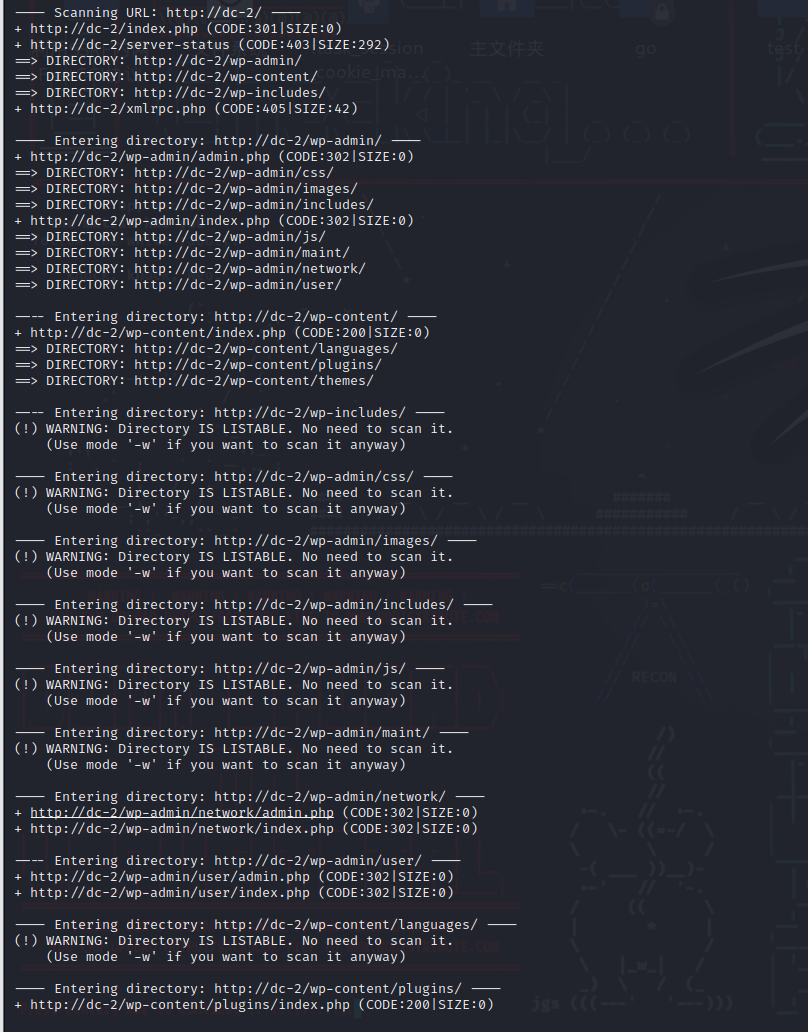 ---- Scanning URL: http://dc-2/ ----
+ http://dc-2/index.php (CODE:301|SIZE:0)
+ http://dc-2/server-status (CODE:403|SIZE:292)
==> DIRECTORY: http://dc-2/wp-admin/
==> DIRECTORY: http://dc-2/wp-content/
==> DIRECTORY: http://dc-2/wp-includes/
+ http://dc-2/xmlrpc.php (CODE:405|SIZE:42)
---- Entering directory: http://dc-2/wp-admin/ ----
+ http://dc-2/wp-admin/admin.php (CODE:302|SIZE:0)
==> DIRECTORY: http://dc-2/wp-admin/css/
==> DIRECTORY: http://dc-2/wp-admin/images/
==> DIRECTORY: http://dc-2/wp-admin/includes/
+ http://dc-2/wp-admin/index.php (CODE:302|SIZE:0)
==> DIRECTORY: http://dc-2/wp-admin/js/
==> DIRECTORY: http://dc-2/wp-admin/maint/
==> DIRECTORY: http://dc-2/wp-admin/network/
==> DIRECTORY: http://dc-2/wp-admin/user/
---- Entering directory: http://dc-2/wp-content/ ----
+ http://dc-2/wp-content/index.php (CODE:200|SIZE:0)
==> DIRECTORY: http://dc-2/wp-content/languages/
==> DIRECTORY: http://dc-2/wp-content/plugins/
==> DIRECTORY: http://dc-2/wp-content/themes/
---- Entering directory: http://dc-2/wp-includes/ ----
(!) WARNING: Directory IS LISTABLE. No need to scan it.
(Use mode '-w' if you want to scan it anyway)
---- Entering directory: http://dc-2/wp-admin/css/ ----
(!) WARNING: Directory IS LISTABLE. No need to scan it.
(Use mode '-w' if you want to scan it anyway)
---- Entering directory: http://dc-2/wp-admin/images/ ----
(!) WARNING: Directory IS LISTABLE. No need to scan it.
(Use mode '-w' if you want to scan it anyway)
---- Entering directory: http://dc-2/wp-admin/includes/ ----
(!) WARNING: Directory IS LISTABLE. No need to scan it.
(Use mode '-w' if you want to scan it anyway)
---- Entering directory: http://dc-2/wp-admin/js/ ----
(!) WARNING: Directory IS LISTABLE. No need to scan it.
(Use mode '-w' if you want to scan it anyway)
---- Entering directory: http://dc-2/wp-admin/maint/ ----
(!) WARNING: Directory IS LISTABLE. No need to scan it.
(Use mode '-w' if you want to scan it anyway)
---- Entering directory: http://dc-2/wp-admin/network/ ----
+ http://dc-2/wp-admin/network/admin.php (CODE:302|SIZE:0)
+ http://dc-2/wp-admin/network/index.php (CODE:302|SIZE:0)
---- Entering directory: http://dc-2/wp-admin/user/ ----
+ http://dc-2/wp-admin/user/admin.php (CODE:302|SIZE:0)
+ http://dc-2/wp-admin/user/index.php (CODE:302|SIZE:0)
---- Entering directory: http://dc-2/wp-content/languages/ ----
(!) WARNING: Directory IS LISTABLE. No need to scan it.
(Use mode '-w' if you want to scan it anyway)
---- Entering directory: http://dc-2/wp-content/plugins/ ----
+ http://dc-2/wp-content/plugins/index.php (CODE:200|SIZE:0)
主文件夹
go
test
RECON
jgs